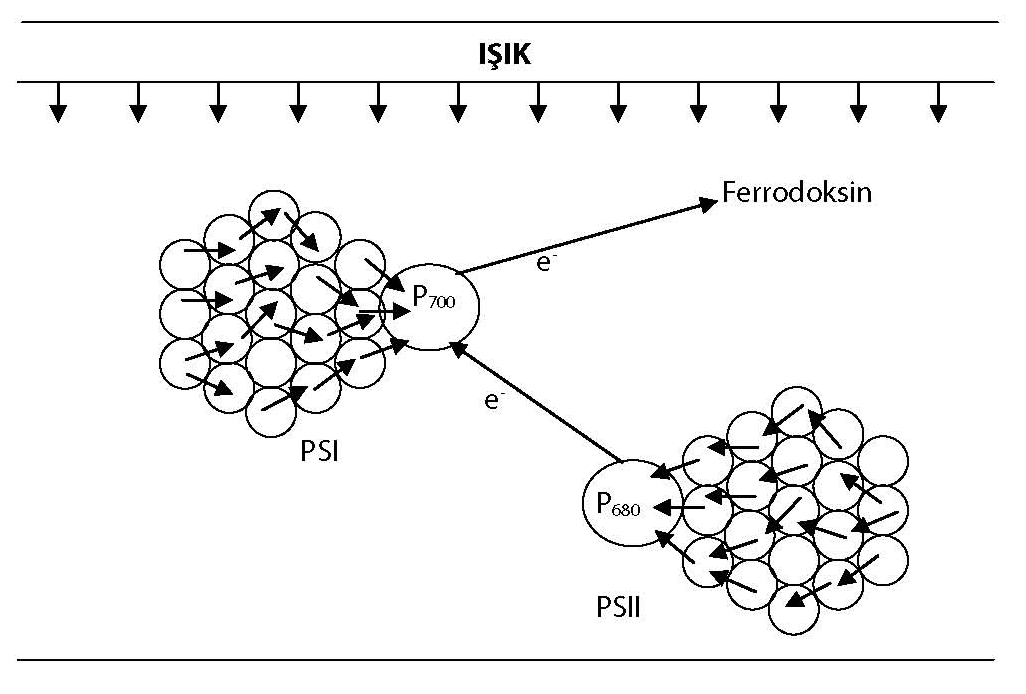 IŞIK
Ferrodoksin
e-
P700
e-
PSI
P680
PSII